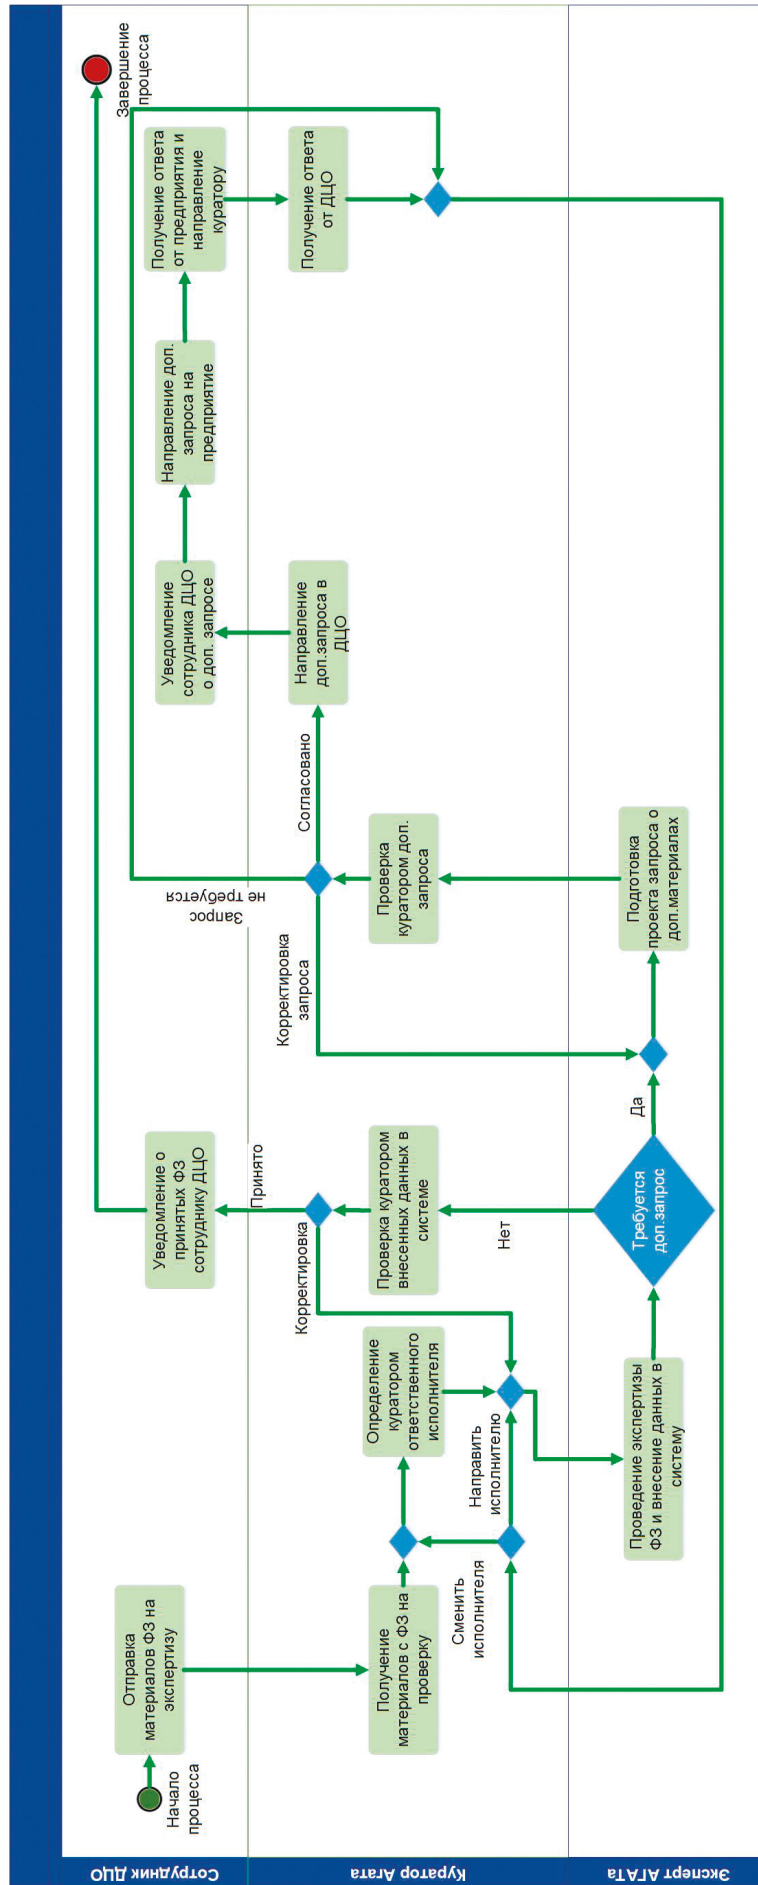 Сотрудник ДЦО
Куратор Агата
Эксперт АГАТа
Начало
процесса
Отправка
материалов ФЗ на
экспертизу
Получение
материалов с ФЗ на
проверку
Сменить
исполнителя
Направить
исполнителю
Определение
куратором
ответственного
исполнителя
Проведение экспертизы
ФЗ и внесение данных в
систему
Требуется
доп.запрос
Нет
Да
Проверка куратором
внесенных данных в
системе
Корректировка
Принято
Уведомление о
принятых ФЗ
сотруднику ДЦО
Подготовка
проекта запроса о
доп.материалах
Проверка
куратором доп.
запроса
Корректировка
запроса
Запрос
не требуется
Согласовано
Направление
доп.запроса в
ДЦО
Уведомление
сотрудника ДЦО
о доп. запросе
Направление доп.
запроса на
предприятие
Получение ответа
от предприятия и
направление
куратору
Получение ответа
от ДЦО
Завершение
процесса